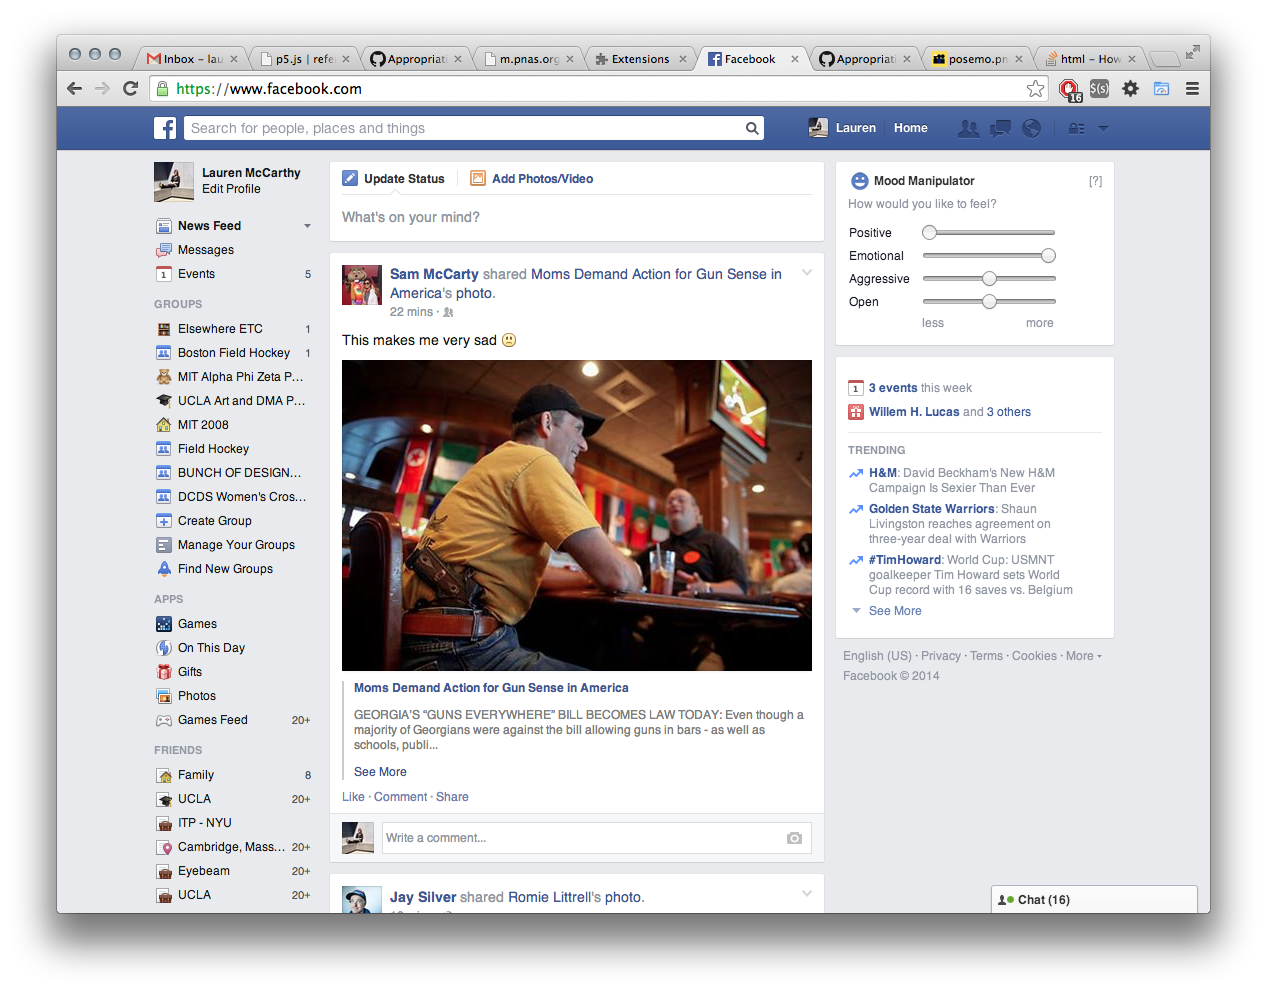 Inbox – lau
p5.js | refe
Appropriat
m.pnas.org
Extensions
Facebook
Appropriat
posemo.pn
html – How
https://www.facebook.com
16
$(s)
Search for people, places and things
Lauren
Home
Lauren McCarthy
Edit Profile
News Feed
Messages
1
Events 5
GROUPS
Elsewhere ETC 1
Boston Field Hockey 1
MIT Alpha Phi Zeta P...
UCLA Art and DMA P...
MIT 2008
Field Hockey
BUNCH OF DESIGN...
DCDS Women's Cros...
Create Group
Manage Your Groups
Find New Groups
APPS
Games
On This Day
Gifts
Photos
Games Feed 20+
FRIENDS
Family 8
UCLA 20+
ITP - NYU
Cambridge, Mass... 20+
Eyebeam 20+
UCLA 20+
Update Status
Add Photos/Video
What's on your mind?
Sam McCarty shared Moms Demand Action for Gun Sense in
America's photo.
22 mins ·
This makes me very sad
Moms Demand Action for Gun Sense in America
GEORGIA'S “GUNS EVERYWHERE” BILL BECOMES LAW TODAY: Even though a
majority of Georgians were against the bill allowing guns in bars - as well as
schools, publi...
See More
Like · Comment · Share
Write a comment...
Jay Silver shared Romie Littrell's photo.
Mood Manipulator [?]
How would you like to feel?
Positive
Emotional
Aggressive
Open
less more
1
3 events this week
Willem H. Lucas and 3 others
TRENDING
H&M: David Beckham's New H&M
Campaign Is Sexier Than Ever
Golden State Warriors: Shaun
Livingston reaches agreement on
three-year deal with Warriors
#TimHoward: World Cup: USMNT
goalkeeper Tim Howard sets World
Cup record with 16 saves vs. Belgium
See More
English (US) · Privacy · Terms · Cookies · More
Facebook © 2014
Chat (16)